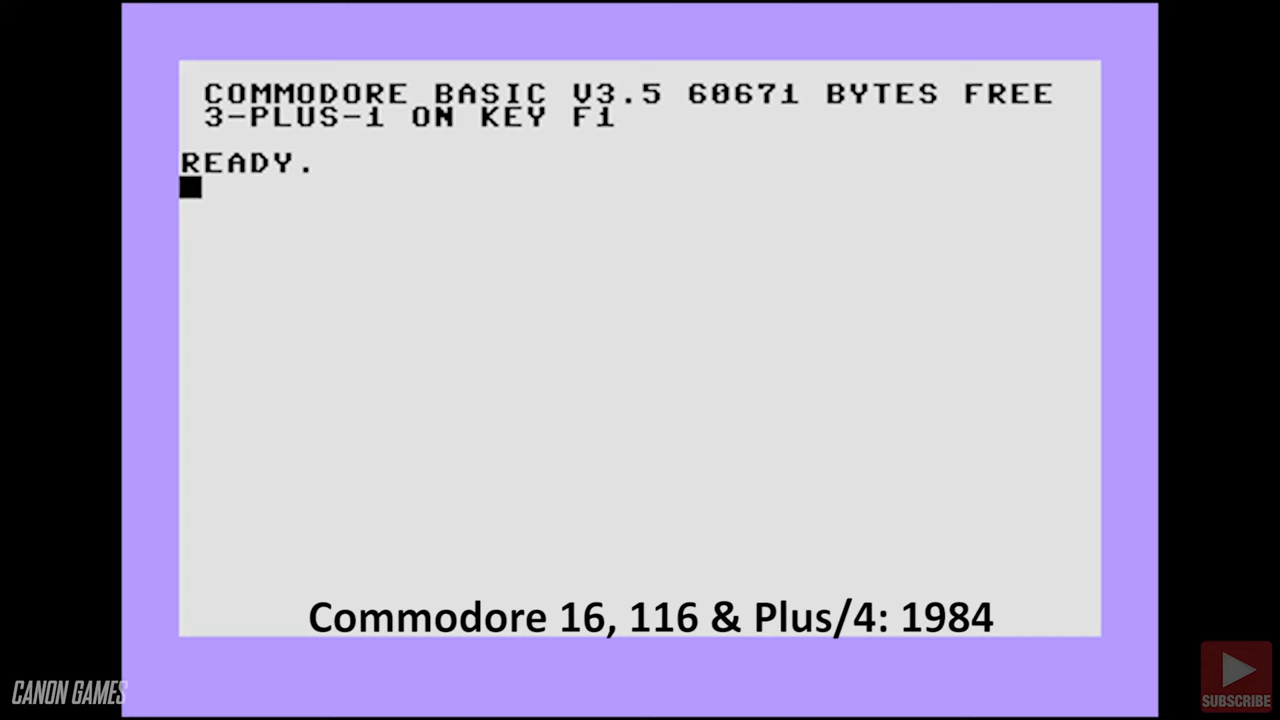 COMMODORE BASIC V3.5 60671 BYTES FREE
3-PLUS-1 ON KEY F1
READY.
Commodore 16, 116 & Plus/4: 1984
CANON GAMES
SUBSCRIBE